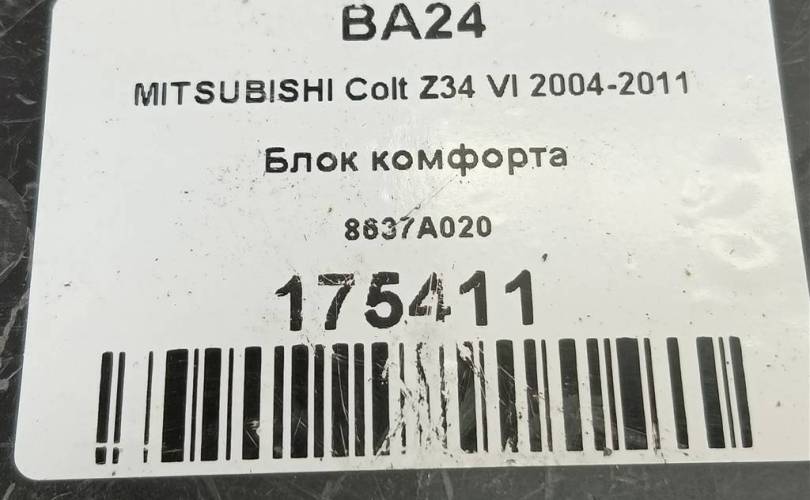 BA24
MITSUBISHI Colt Z34 VI 2004-2011
Блок комфорта
8637A020
175411